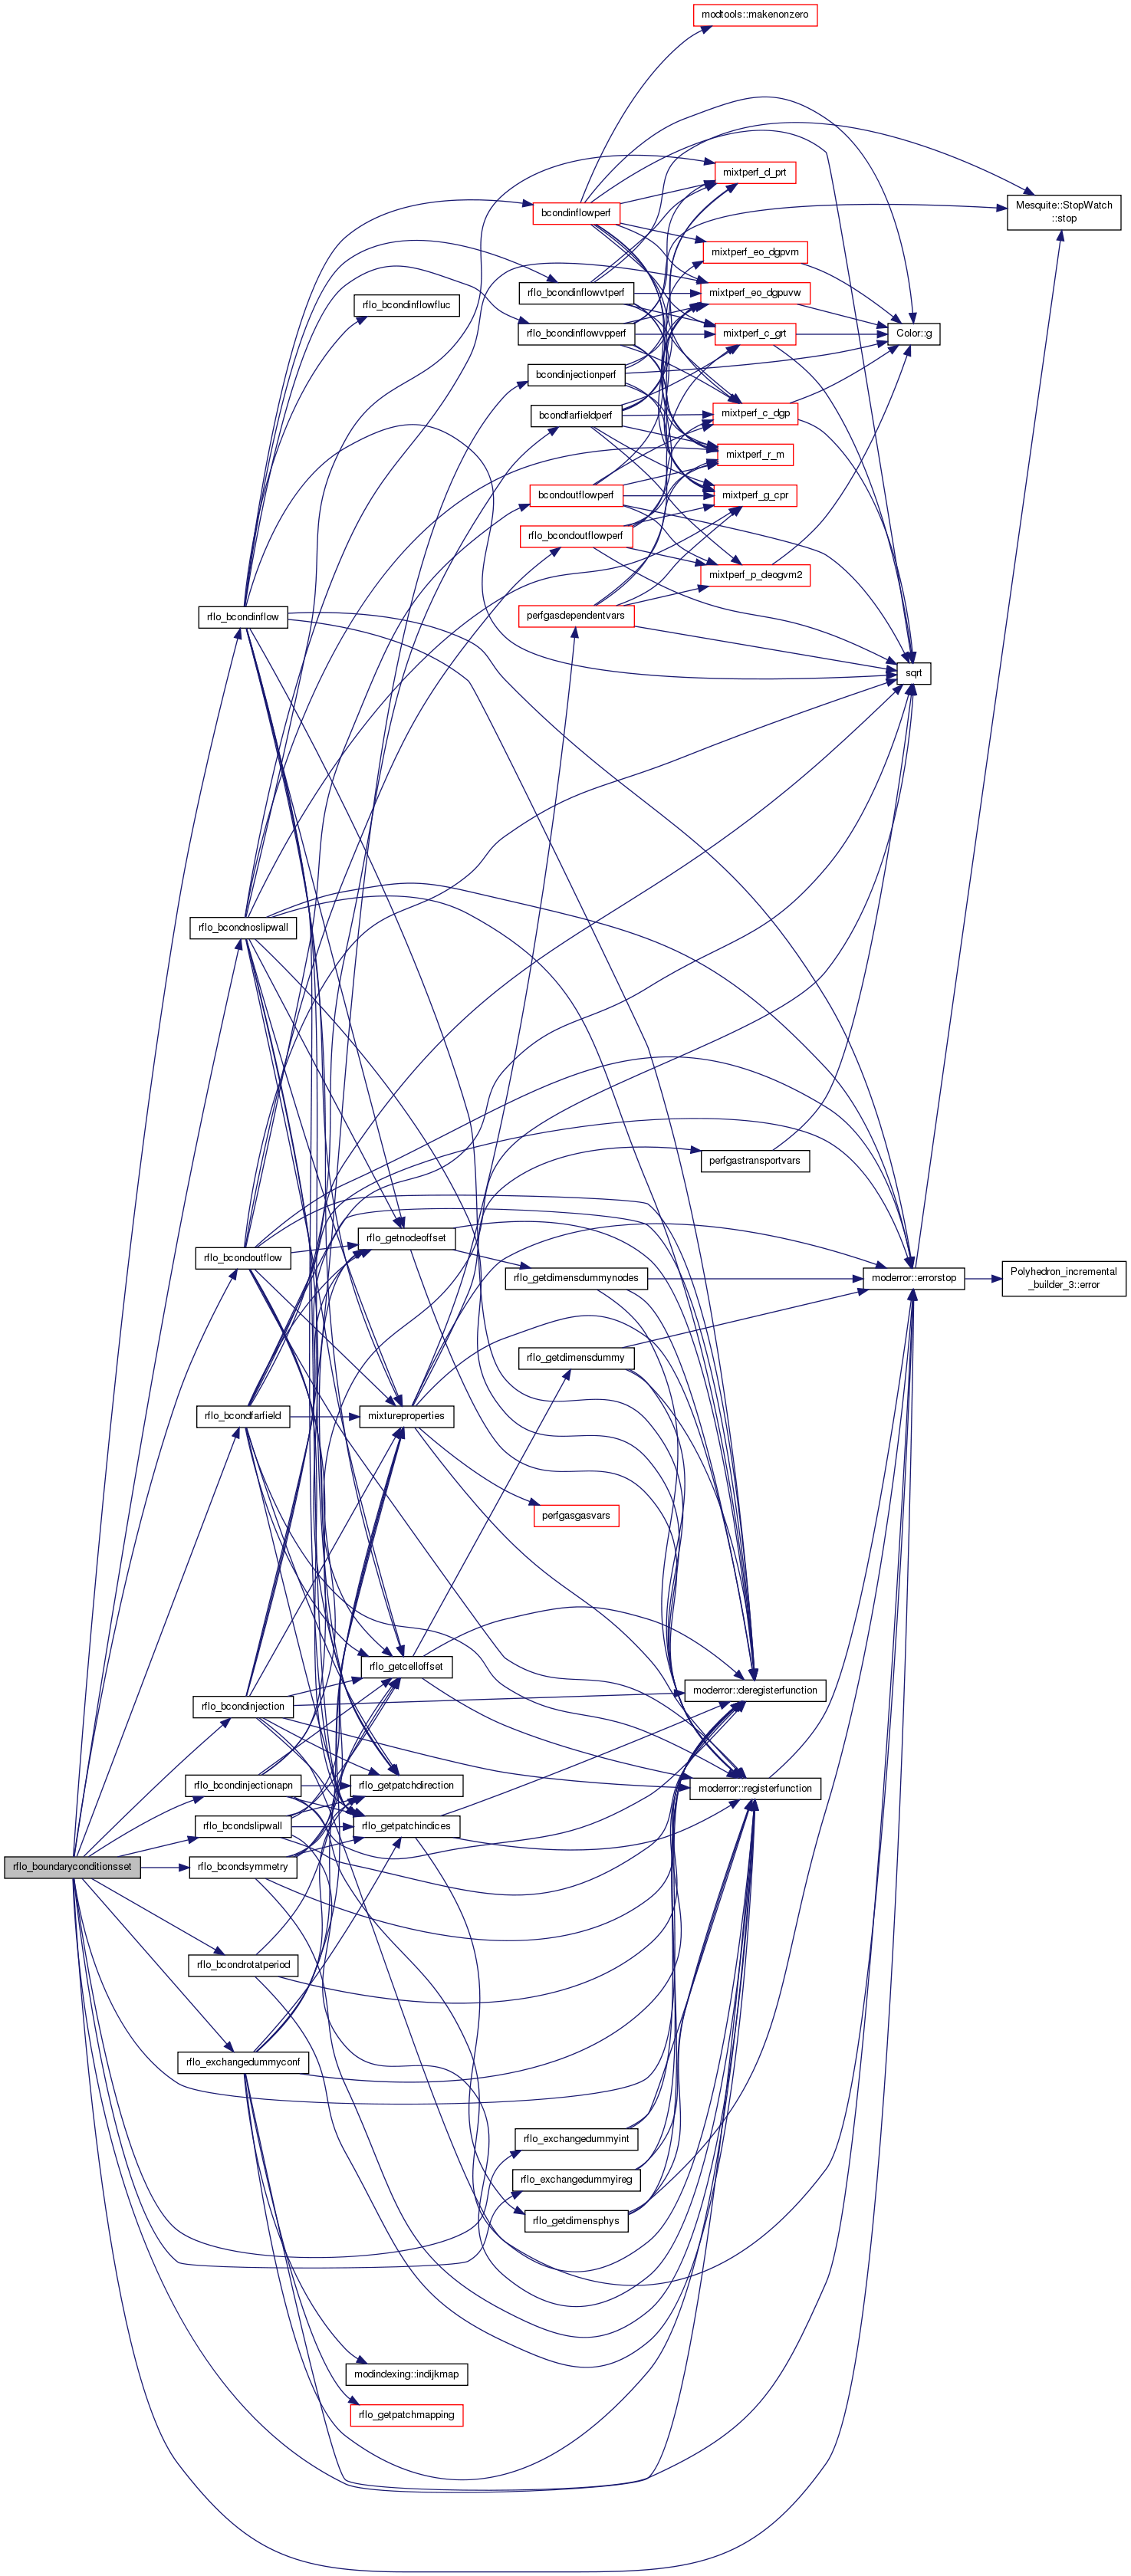 modtools::makenonzero
mixtperf_d_prt
Mesquite::StopWatch
::stop
bcondinflowperf
mixtperf_eo_dgpvm
rflo_bcondinflowvtperf
mixtperf_eo_dgpuvw
rflo_bcondinflowfluc
rflo_bcondinflowvpperf
mixtperf_c_grt
Color::g
bcondinjectionperf
bcondfarfieldperf
mixtperf_c_dgp
mixtperf_r_m
bcondoutflowperf
mixtperf_g_cpr
rflo_bcondoutflowperf
mixtperf_p_deogvm2
rflo_bcondinflow
perfgasdependentvars
sqrt
rflo_bcondnoslipwall
perfgastransportvars
rflo_getnodeoffset
rflo_bcondoutflow
rflo_getdimensdummynodes
moderror::errorstop
Polyhedron_incremental
_builder_3::error
rflo_getdimensdummy
rflo_bcondfarfield
mixtureproperties
perfgasgasvars
rflo_getcelloffset
moderror::deregisterfunction
rflo_bcondinjection
rflo_bcondinjectionapn
rflo_getpatchdirection
moderror::registerfunction
rflo_bcondslipwall
rflo_getpatchindices
rflo_boundaryconditionsset
rflo_bcondsymmetry
rflo_bcondrotatperiod
rflo_exchangedummyconf
rflo_exchangedummyint
rflo_exchangedummyireg
rflo_getdimensphys
modindexing::indijkmap
rflo_getpatchmapping